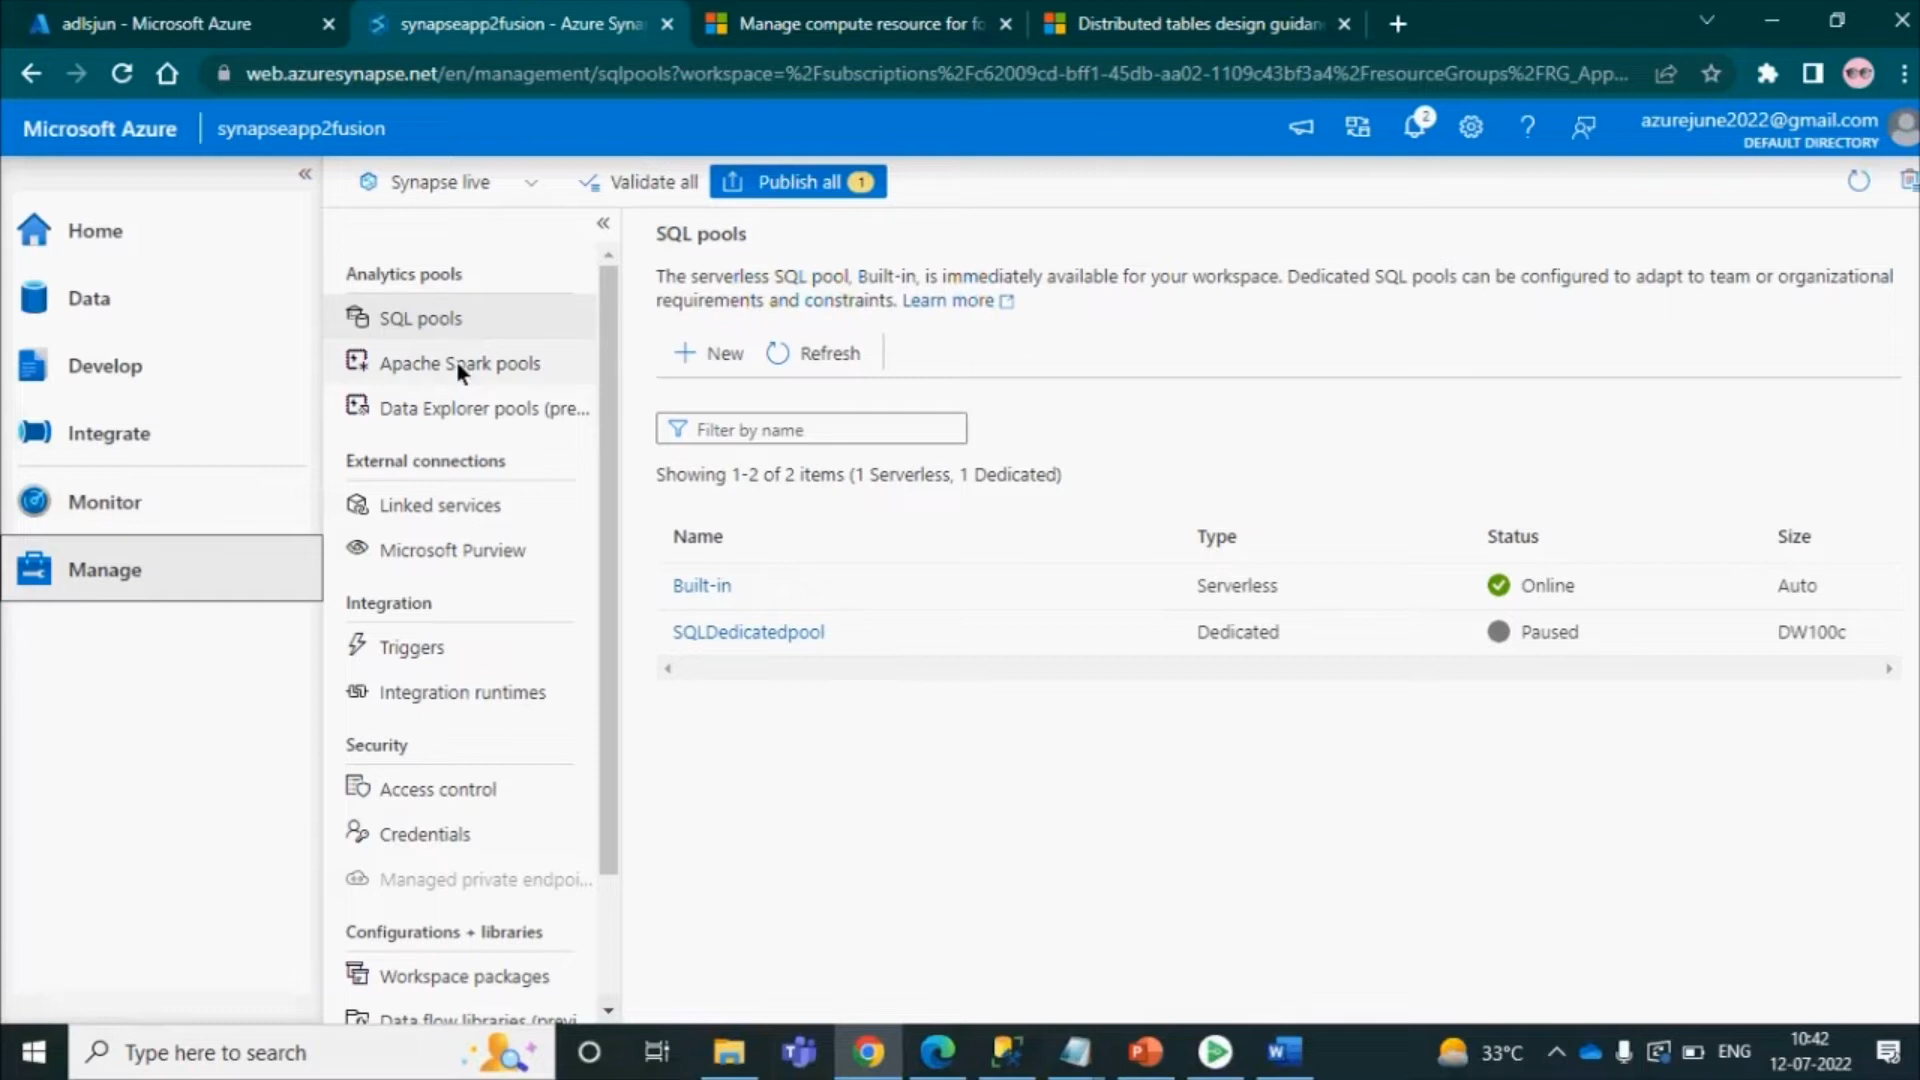 adlsjun - Microsoft Azure
synapseapp2fusion - Azure Syna
Manage compute resource for fo
Distributed tables design guidan
web.azuresynapse.net/en/management/sqlpools?workspace=%2Fsubscriptions%2Fc62009cd-bff1-45db-aa02-1109c43bf3a4%2FresourceGroups%2FRG_App...
Microsoft Azure
synapseapp2fusion
2
azurejune2022@gmail.com
DEFAULT DIRECTORY
Synapse live
Validate all
Publish all 1
Home
Data
Develop
Integrate
Monitor
Manage
Analytics pools
SQL pools
Apache Spark pools
Data Explorer pools (pre...
External connections
Linked services
Microsoft Purview
Integration
Triggers
Integration runtimes
Security
Access control
Credentials
Managed private endpoi...
Configurations + libraries
Workspace packages
Data flow libraries (previ
SQL pools
The serverless SQL pool, Built-in, is immediately available for your workspace. Dedicated SQL pools can be configured to adapt to team or organizational
requirements and constraints. Learn more
New
Refresh
Filter by name
Showing 1-2 of 2 items (1 Serverless, 1 Dedicated)
Name Type Status Size
Built-in Serverless Online Auto
SQLDedicatedpool Dedicated Paused DW100c
Type here to search
33°C
ENG
10:42
12-07-2022